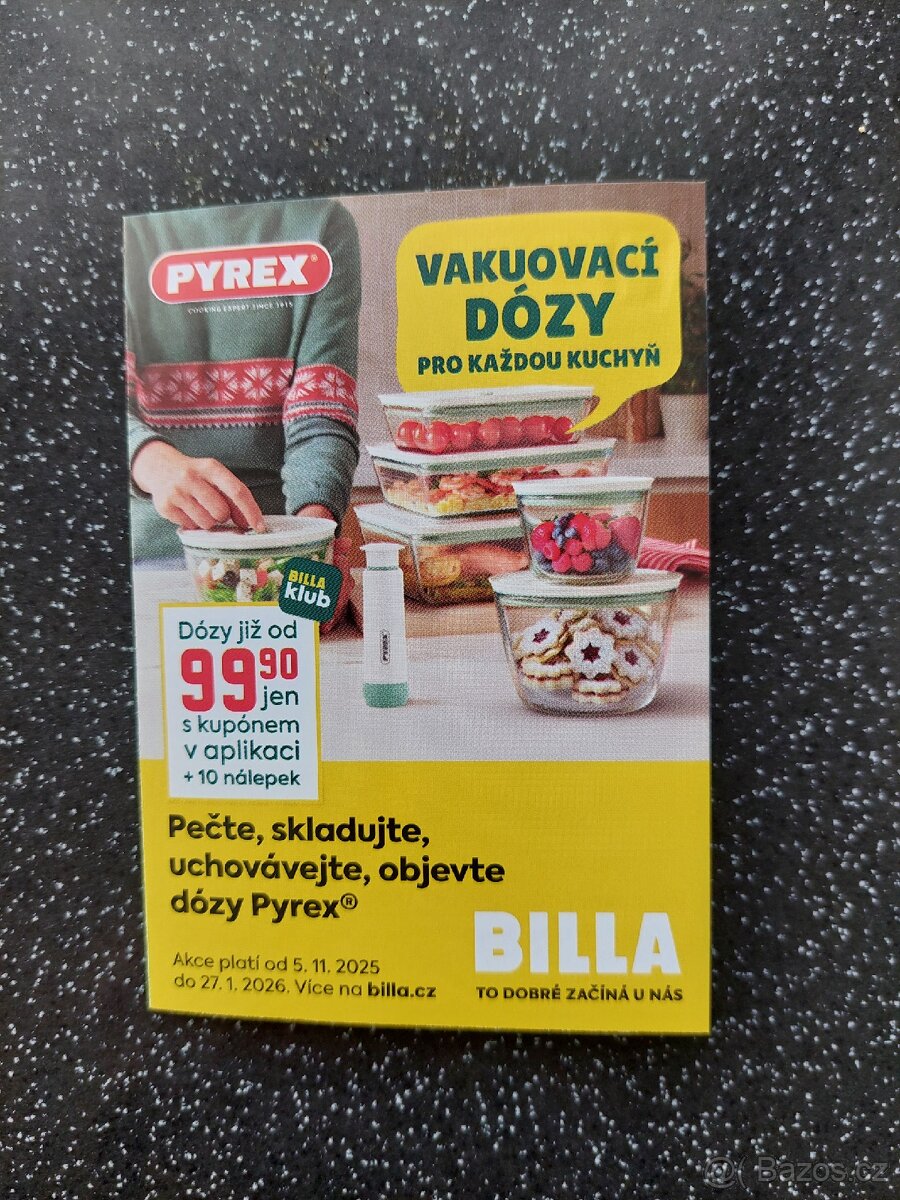 PYREX®
COOKING EXPERT SINCE 1915
VAKUOVACÍ
DÓZY
PRO KAŽDOU KUCHYŇ
BILLA
klub
PYREX
Dózy již od
99⁹⁰
jen
s kupónem
v aplikaci
+ 10 nálepek
Pečte, skladujte,
uchovávejte, objevte
dózy Pyrex®
Akce platí od 5. 11. 2025
do 27. 1. 2026. Více na billa.cz
BILLA
TO DOBRÉ ZAČÍNÁ U NÁS
@( Bazos.cz